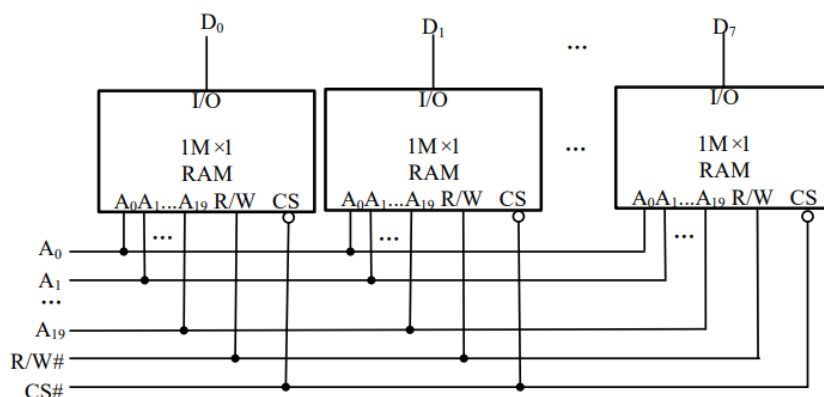 D₀ D₁ ... D₇
I/O I/O I/O
1M×1 1M×1 ... 1M×1
RAM RAM RAM
A₀A₁...A₁₉ R/W CS A₀A₁...A₁₉ R/W CS A₀A₁...A₁₉ R/W CS
... ... ...
A₀
A₁
...
A₁₉
R/W#
CS#